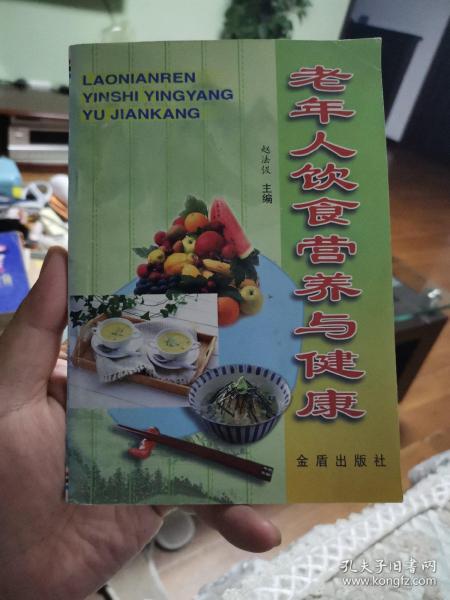 LAONIANREN
YINSHI YINGYANG
YU JIANKANG
老年人饮食营养与健康
赵法伋 主编
金盾出版社
孔夫子旧书网
www.kongfz.com